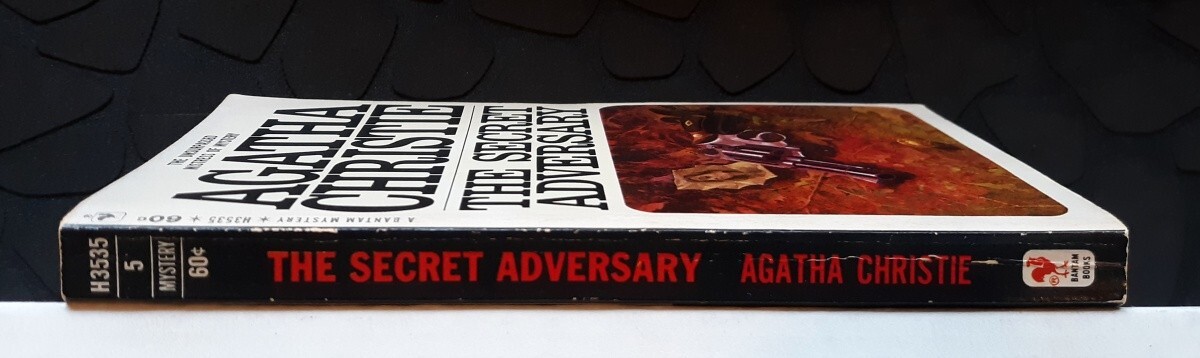 THE UNSURPASSED
MISTRESS OF MYSTERY
AGATHA
CHRISTIE
THE SECRET
ADVERSARY
A BANTAM MYSTERY ★ H3535 ★ 60¢
H3535
5
MYSTERY
60¢
THE SECRET ADVERSARY AGATHA CHRISTIE
BANTAM
BOOKS